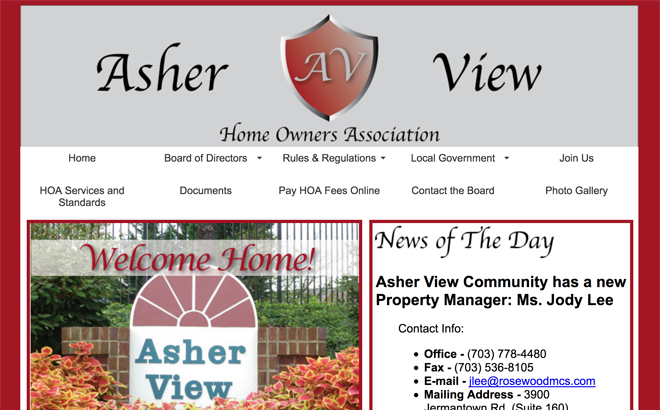 Asher AV View
Home Owners Association
Home Board of Directors Rules & Regulations Local Government Join Us
HOA Services and Standards Documents Pay HOA Fees Online Contact the Board Photo Gallery
Welcome Home!
Asher
View
News of The Day
Asher View Community has a new
Property Manager: Ms. Jody Lee
Contact Info:
• Office - (703) 778-4480
• Fax - (703) 536-8105
• E-mail - jlee@rosewoodmcs.com
• Mailing Address - 3900
Jermantown Rd. (Suite 160)